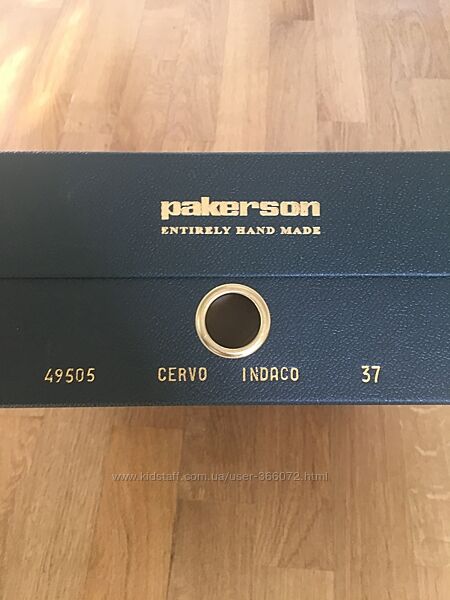 pakerson
ENTIRELY HAND MADE
49505 CERVO INDACO 37
www.kidstaff.com.ua/user-366072.html